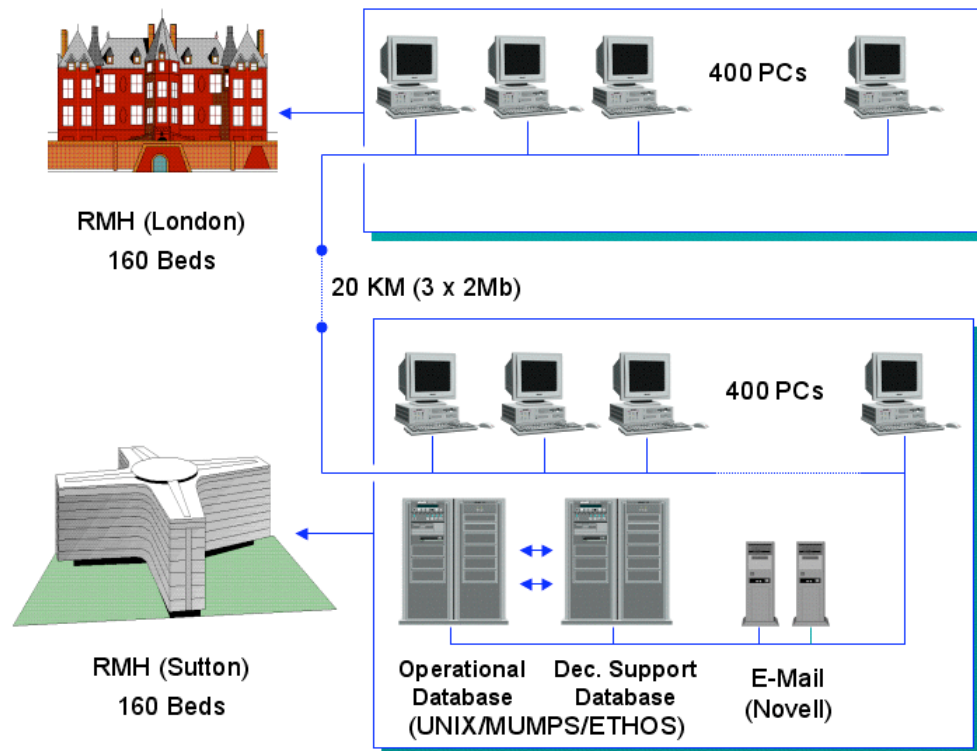 400 PCs
RMH (London)
160 Beds
20 KM (3 x 2Mb)
400 PCs
RMH (Sutton)
160 Beds
Operational
Database
Dec. Support
Database
(UNIX/MUMPS/ETHOS)
E-Mail
(Novell)